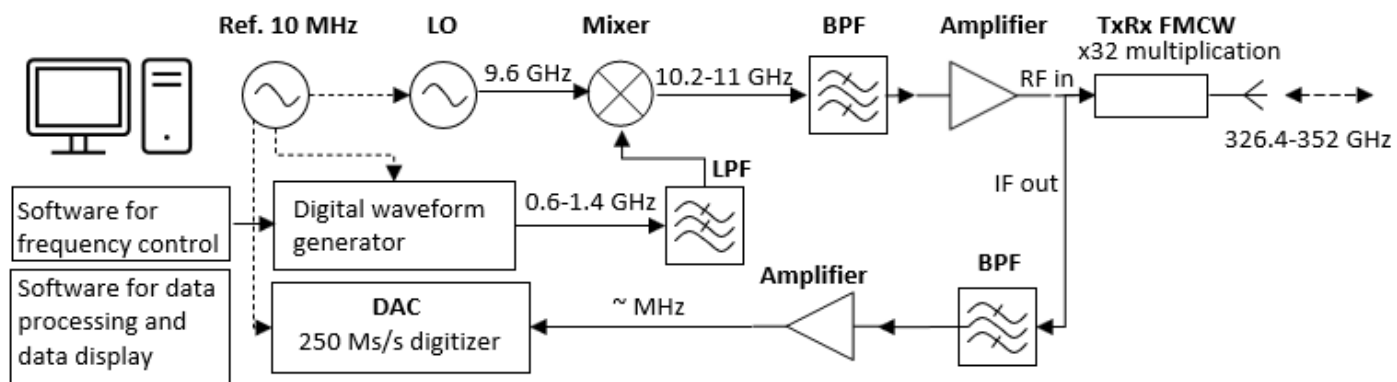 Ref. 10 MHz
LO
Mixer
BPF
Amplifier
TxRx FMCW
x32 multiplication
9.6 GHz
10.2-11 GHz
RF in
326.4-352 GHz
LPF
IF out
Software for
frequency control
Digital waveform
generator
0.6-1.4 GHz
Software for data
processing and
data display
DAC
250 Ms/s digitizer
~ MHz
Amplifier
BPF